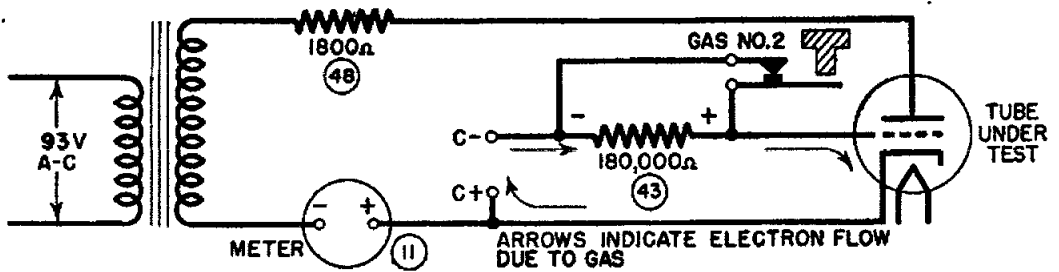 1800Ω
48
GAS NO.2
93V
A-C
C-
-
+
180,000Ω
43
TUBE
UNDER
TEST
C+
- +
METER
11
ARROWS INDICATE ELECTRON FLOW
DUE TO GAS